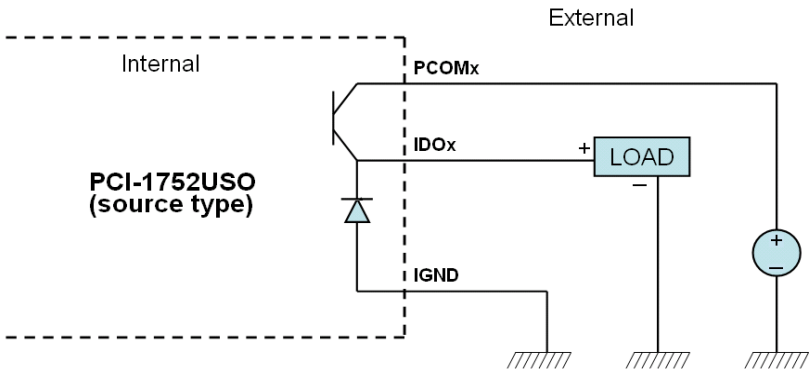 External
Internal
PCOMx
IDOx
+
LOAD
−
PCI-1752USO
(source type)
+
−
IGND